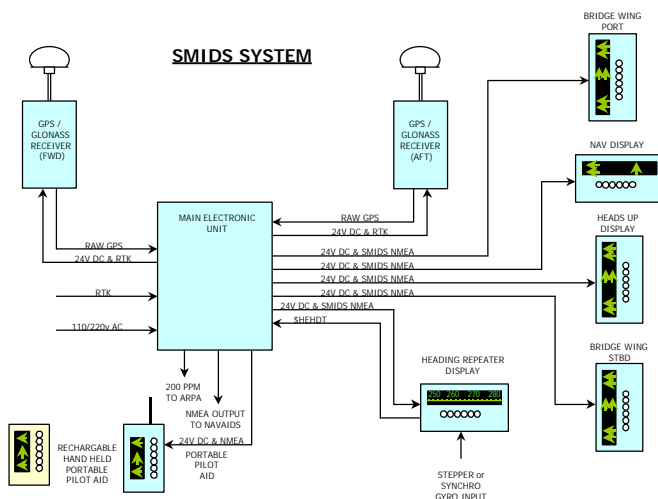 SMIDS SYSTEM
BRIDGE WING
PORT
GPS /
GLONASS
RECEIVER
(FWD)
GPS /
GLONASS
RECEIVER
(AFT)
NAV DISPLAY
MAIN ELECTRONIC
UNIT
RAW GPS
24V DC & RTK
HEADS UP
DISPLAY
RAW GPS
24V DC & RTK
24V DC & SMIDS NMEA
24V DC & SMIDS NMEA
24V DC & SMIDS NMEA
24V DC & SMIDS NMEA
24V DC & SMIDS NMEA
$HEHDT
RTK
110/220v AC
BRIDGE WING
STBD
HEADING REPEATER
DISPLAY
250 260 270 280
200 PPM
TO ARPA
NMEA OUTPUT
TO NAVAIDS
24V DC & NMEA
PORTABLE
PILOT
AID
RECHARGABLE
HAND HELD
PORTABLE
PILOT AID
STEPPER or
SYNCHRO
GYRO INPUT